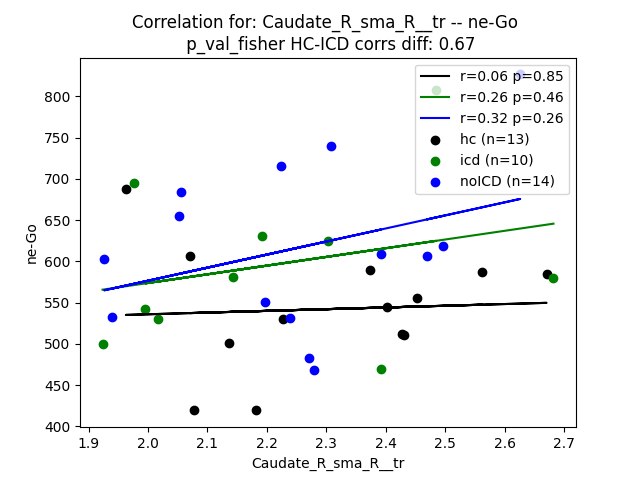 Correlation for: Caudate_R_sma_R__tr -- ne-Go
p_val_fisher HC-ICD corrs diff: 0.67
r=0.06 p=0.85
r=0.26 p=0.46
r=0.32 p=0.26
hc (n=13)
icd (n=10)
noICD (n=14)
ne-Go
800
750
700
650
600
550
500
450
400
1.9 2.0 2.1 2.2 2.3 2.4 2.5 2.6 2.7
Caudate_R_sma_R__tr